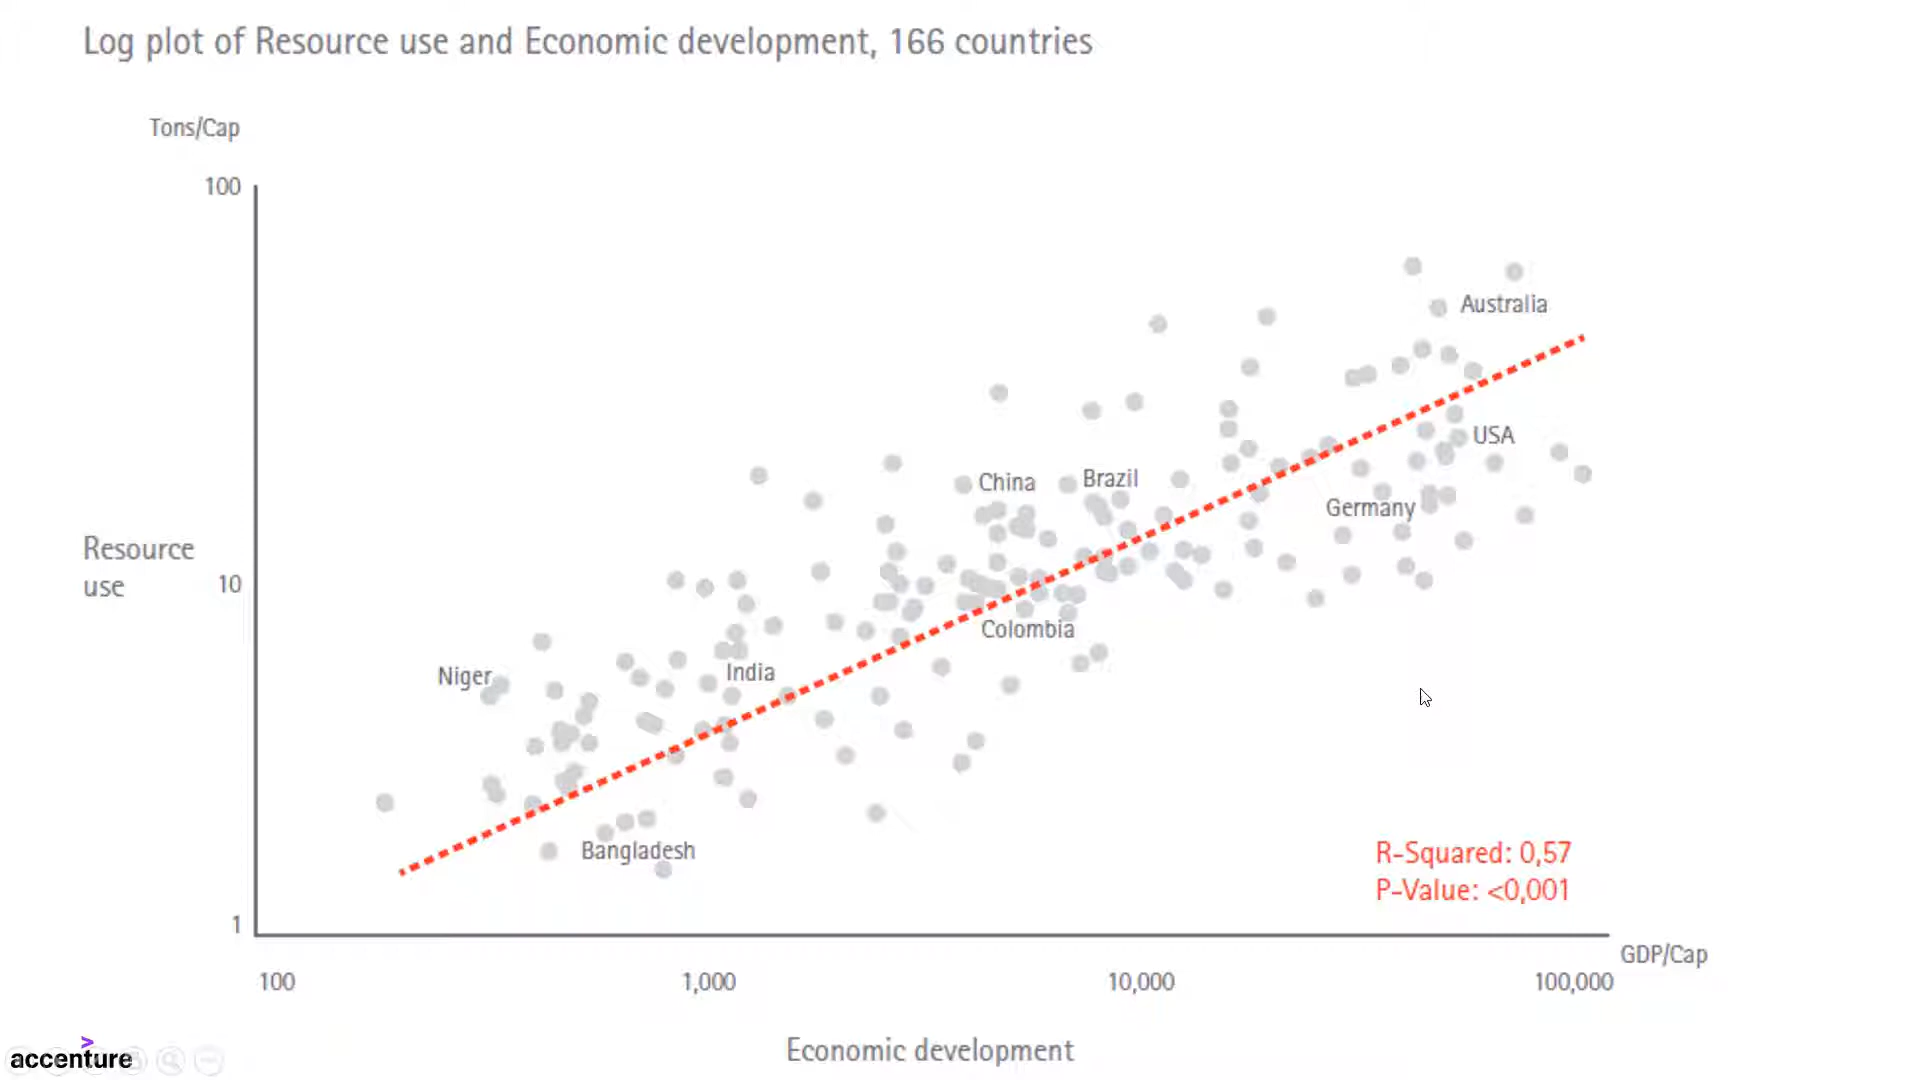 Log plot of Resource use and Economic development, 166 countries
Tons/Cap
100
Australia
USA
China
Brazil
Germany
Resource
use
10
Colombia
Niger
India
Bangladesh
R-Squared: 0,57
P-Value: <0,001
1
GDP/Cap
100
1,000
10,000
100,000
Economic development
>
accenture